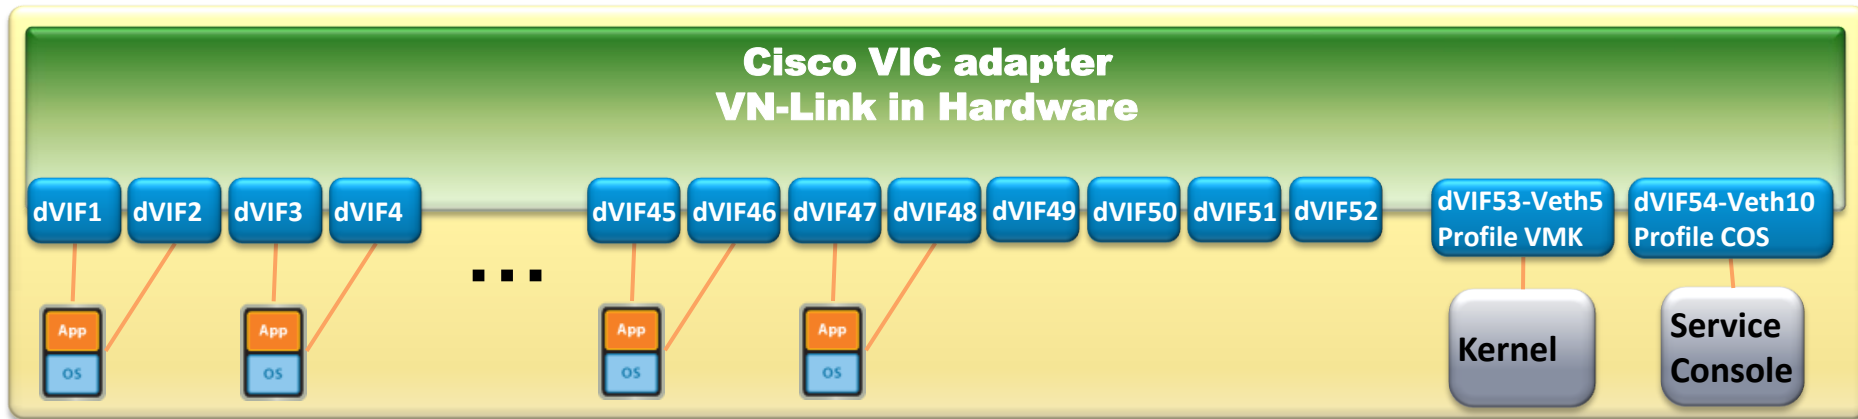 Cisco VIC adapter
VN-Link in Hardware
dVIF1
dVIF2
dVIF3
dVIF4
dVIF45
dVIF46
dVIF47
dVIF48
dVIF49
dVIF50
dVIF51
dVIF52
dVIF53-Veth5
Profile VMK
dVIF54-Veth10
Profile COS
...
App
OS
App
OS
App
OS
App
OS
Kernel
Service
Console